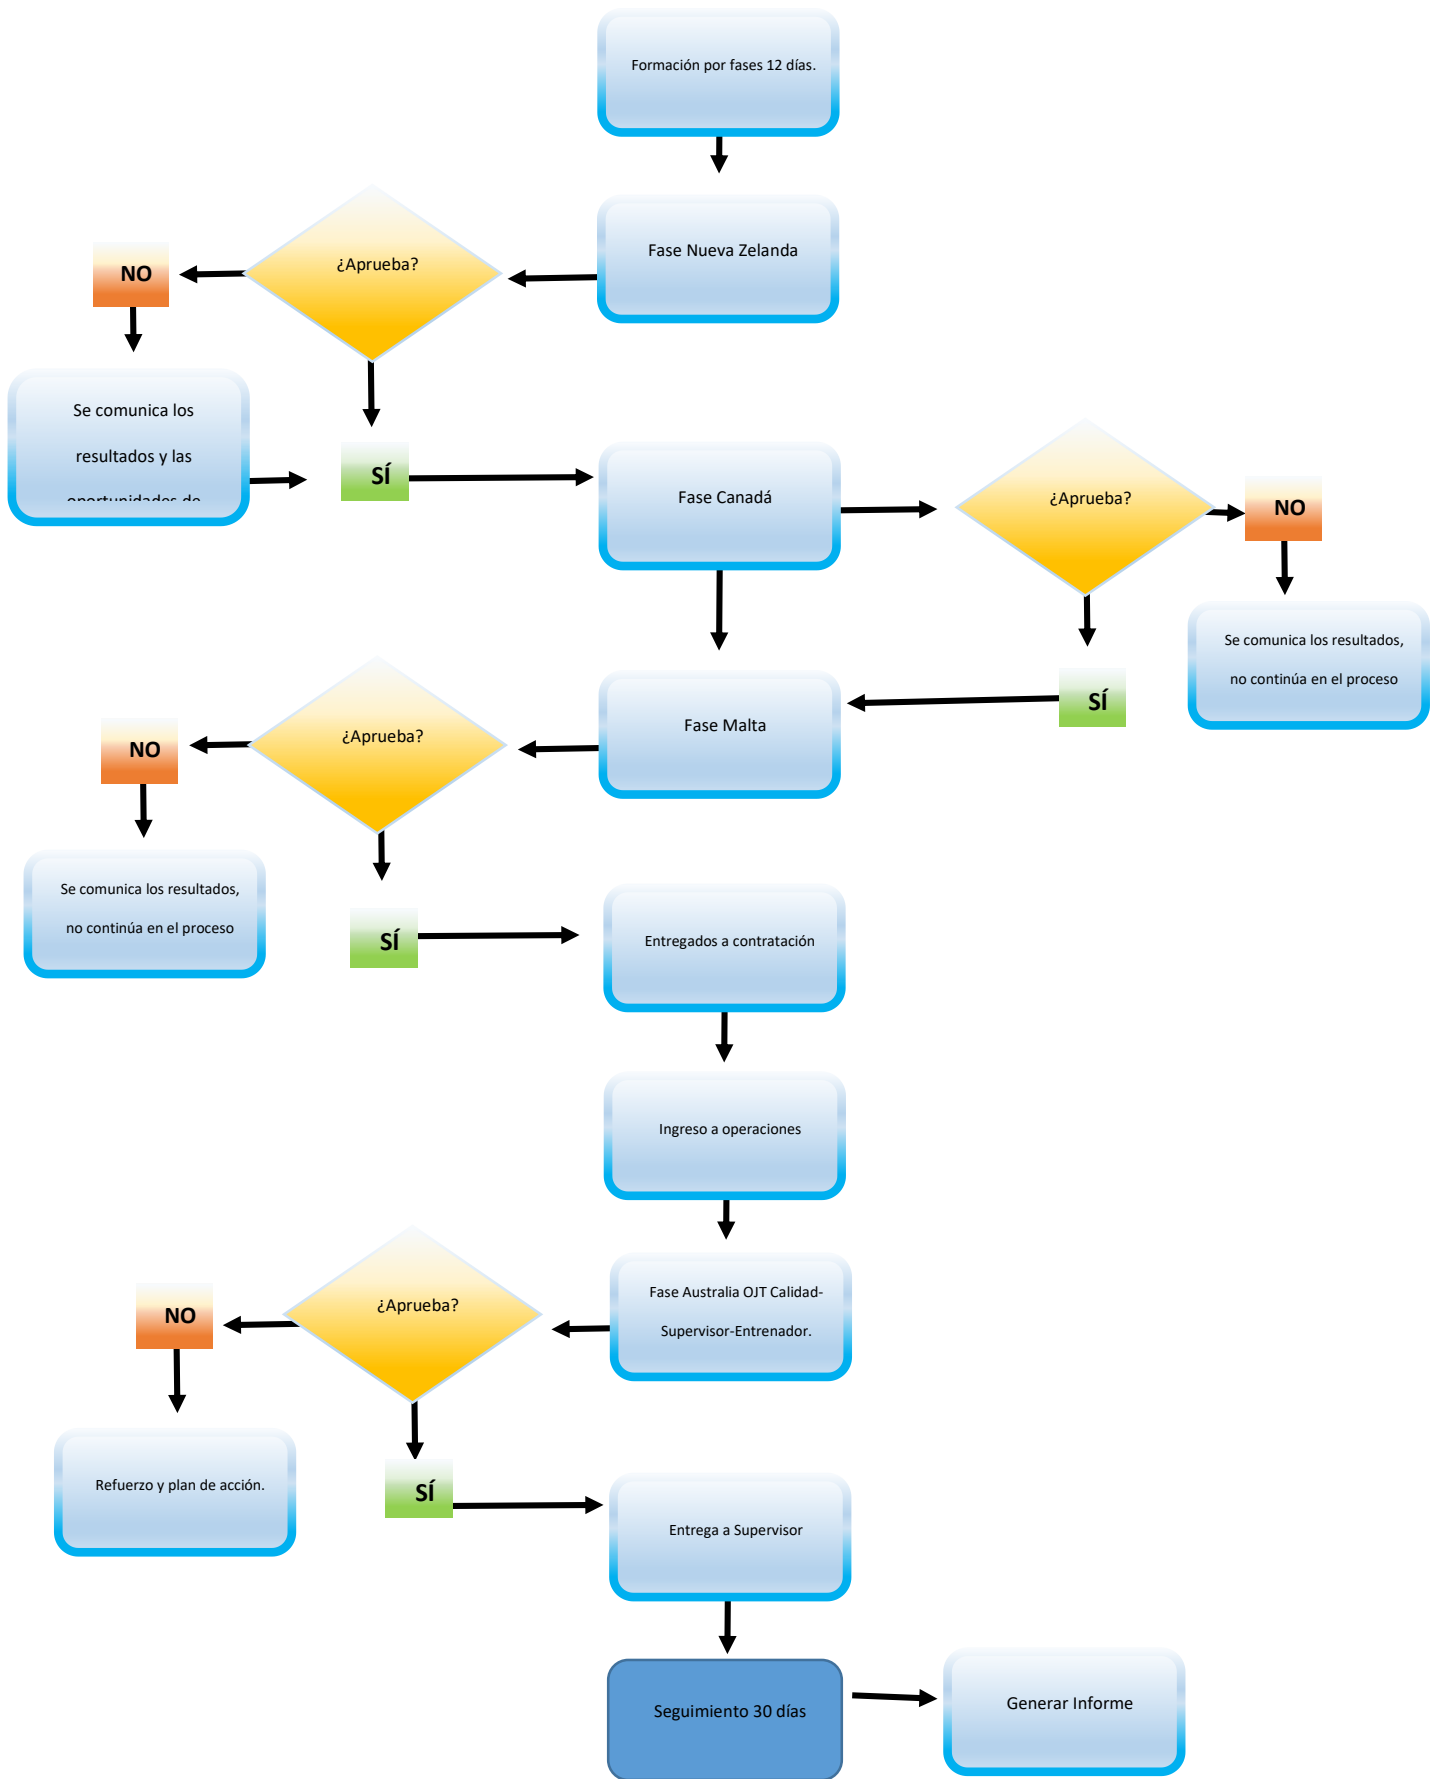 Formación por fases 12 días.
Fase Nueva Zelanda
¿Aprueba?
NO
Se comunica los
resultados y las
oportunidades de
SÍ
Fase Canadá
¿Aprueba?
NO
Se comunica los resultados,
no continúa en el proceso
SÍ
Fase Malta
¿Aprueba?
NO
Se comunica los resultados,
no continúa en el proceso
SÍ
Entregados a contratación
Ingreso a operaciones
Fase Australia OJT Calidad-
Supervisor-Entrenador.
¿Aprueba?
NO
Refuerzo y plan de acción.
SÍ
Entrega a Supervisor
Seguimiento 30 días
Generar Informe